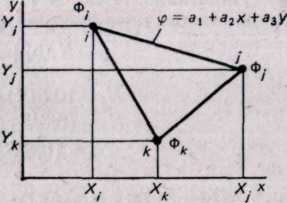 y
Φᵢ
Yᵢ
i
φ = a₁ + a₂x + a₃y
Yⱼ
j
Φⱼ
Yₖ
k Φₖ
Xᵢ Xₖ Xⱼ x